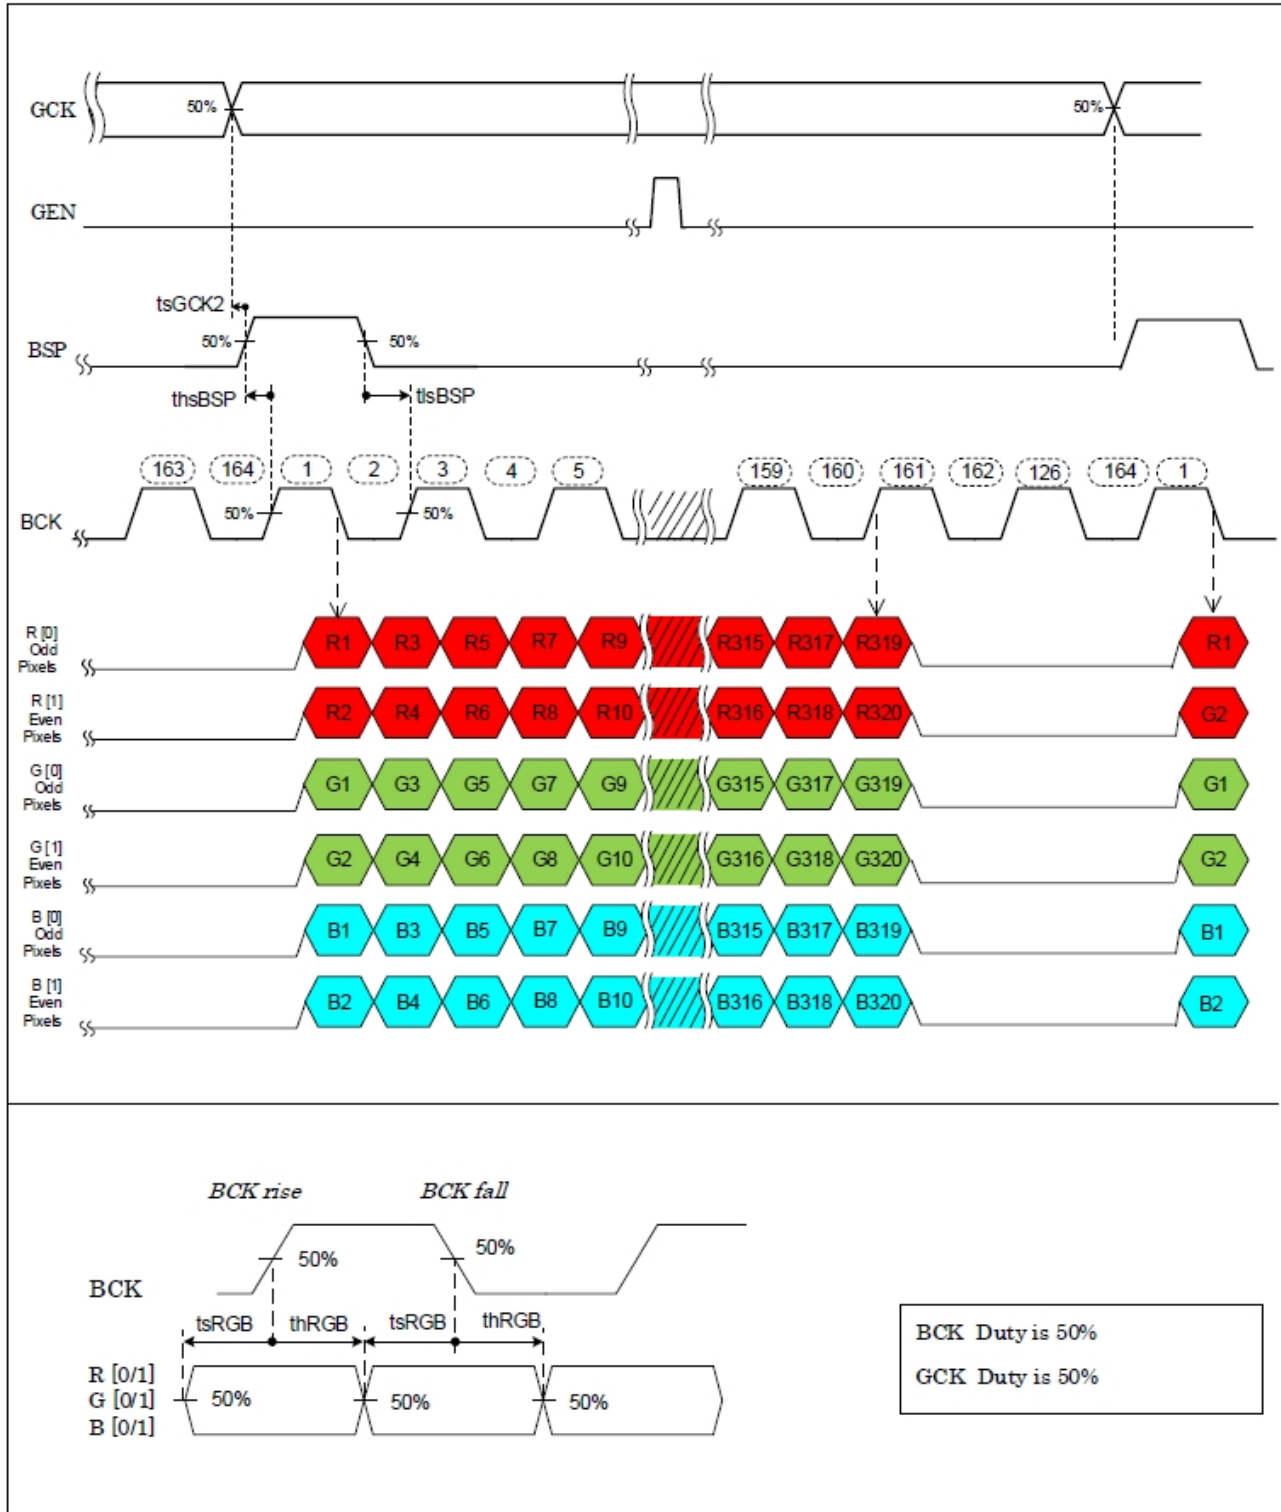 GCK 50% 50%
GEN
tsGCK2
BSP 50% 50%
thsBSP tlsBSP
163 164 1 2 3 4 5 159 160 161 162 126 164 1
BCK 50% 50%
R [0] Odd Pixels R1 R3 R5 R7 R9 R315 R317 R319 R1
R [1] Even Pixels R2 R4 R6 R8 R10 R316 R318 R320 G2
G [0] Odd Pixels G1 G3 G5 G7 G9 G315 G317 G319 G1
G [1] Even Pixels G2 G4 G6 G8 G10 G316 G318 G320 G2
B [0] Odd Pixels B1 B3 B5 B7 B9 B315 B317 B319 B1
B [1] Even Pixels B2 B4 B6 B8 B10 B316 B318 B320 B2
BCK rise BCK fall
50% 50%
BCK
tsRGB thRGB tsRGB thRGB
R [0/1]
G [0/1] 50% 50% 50%
B [0/1]
BCK Duty is 50%
GCK Duty is 50%